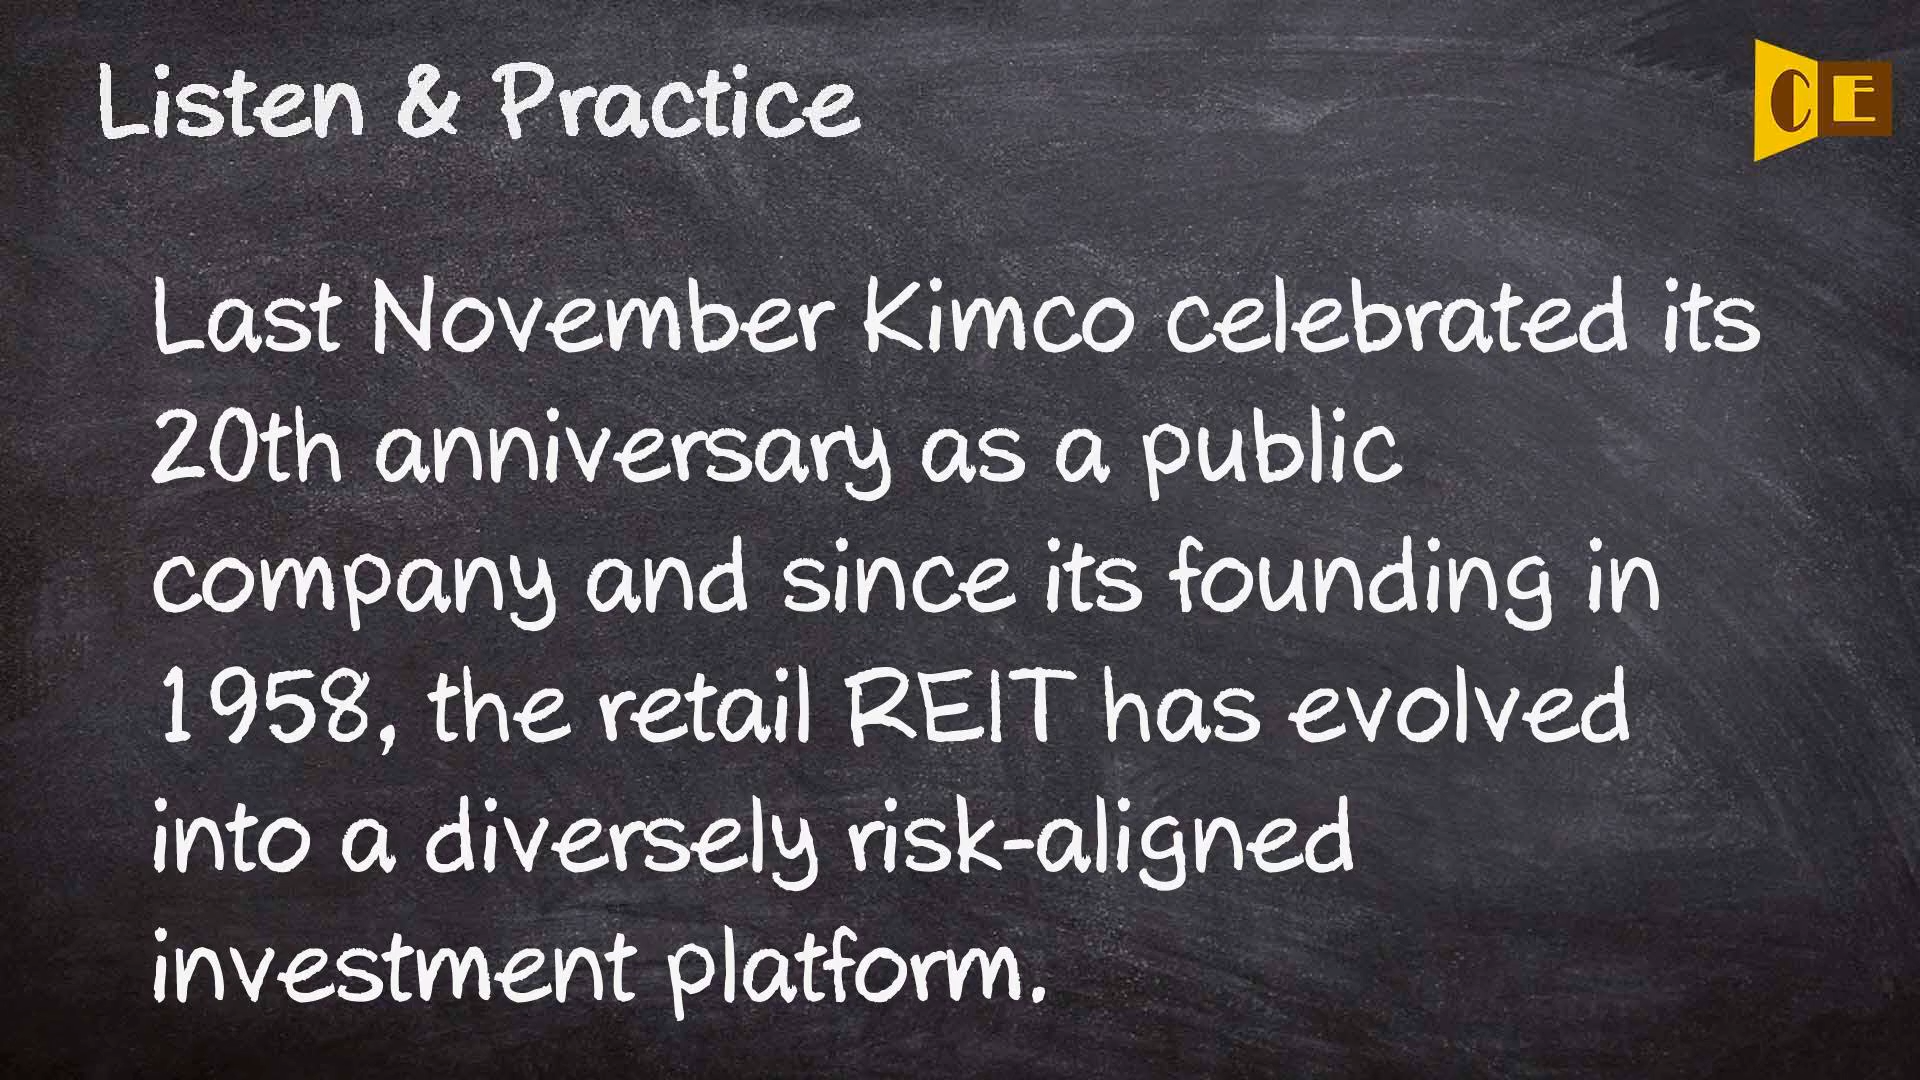 Listen & Practice
CE
Last November Kimco celebrated its
20th anniversary as a public
company and since its founding in
1958, the retail REIT has evolved
into a diversely risk-aligned
investment platform.